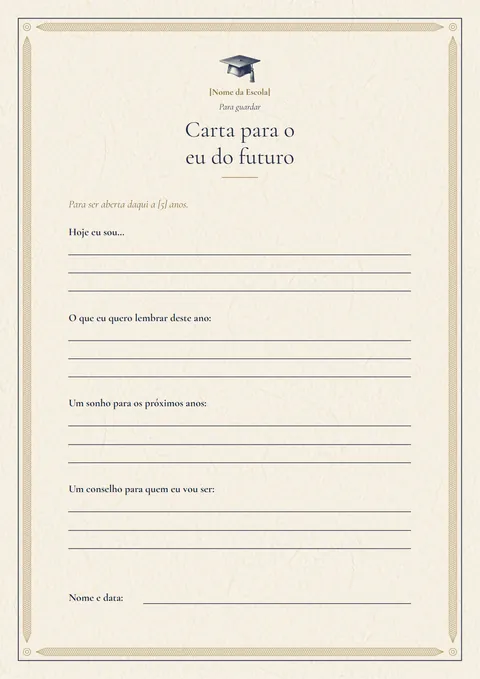 [Nome da Escola]
Para guardar
Carta para o
eu do futuro
Para ser aberta daqui a [5] anos.
Hoje eu sou...
O que eu quero lembrar deste ano:
Um sonho para os próximos anos:
Um conselho para quem eu vou ser:
Nome e data: